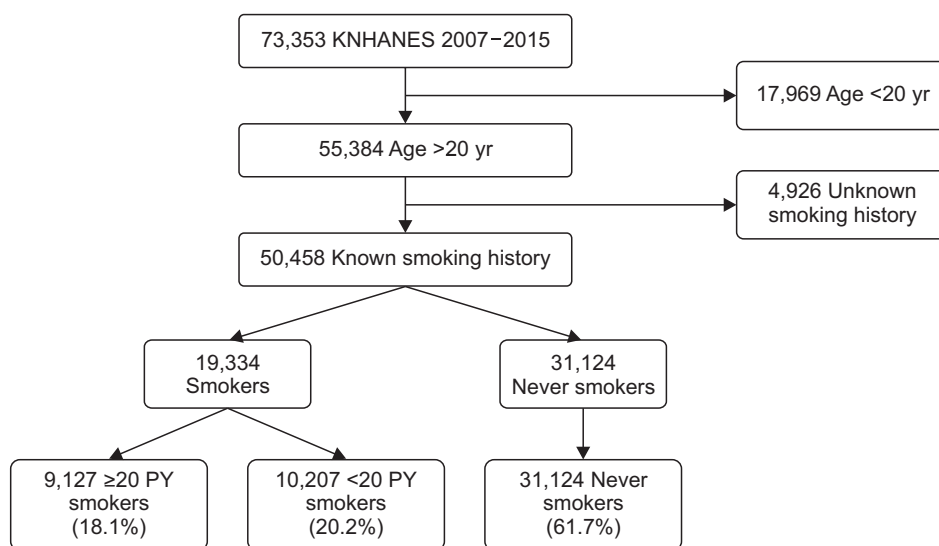 73,353 KNHANES 2007−2015
17,969 Age <20 yr
55,384 Age >20 yr
4,926 Unknown
smoking history
50,458 Known smoking history
19,334
Smokers
31,124
Never smokers
9,127 ≥20 PY
smokers
(18.1%)
10,207 <20 PY
smokers
(20.2%)
31,124 Never
smokers
(61.7%)